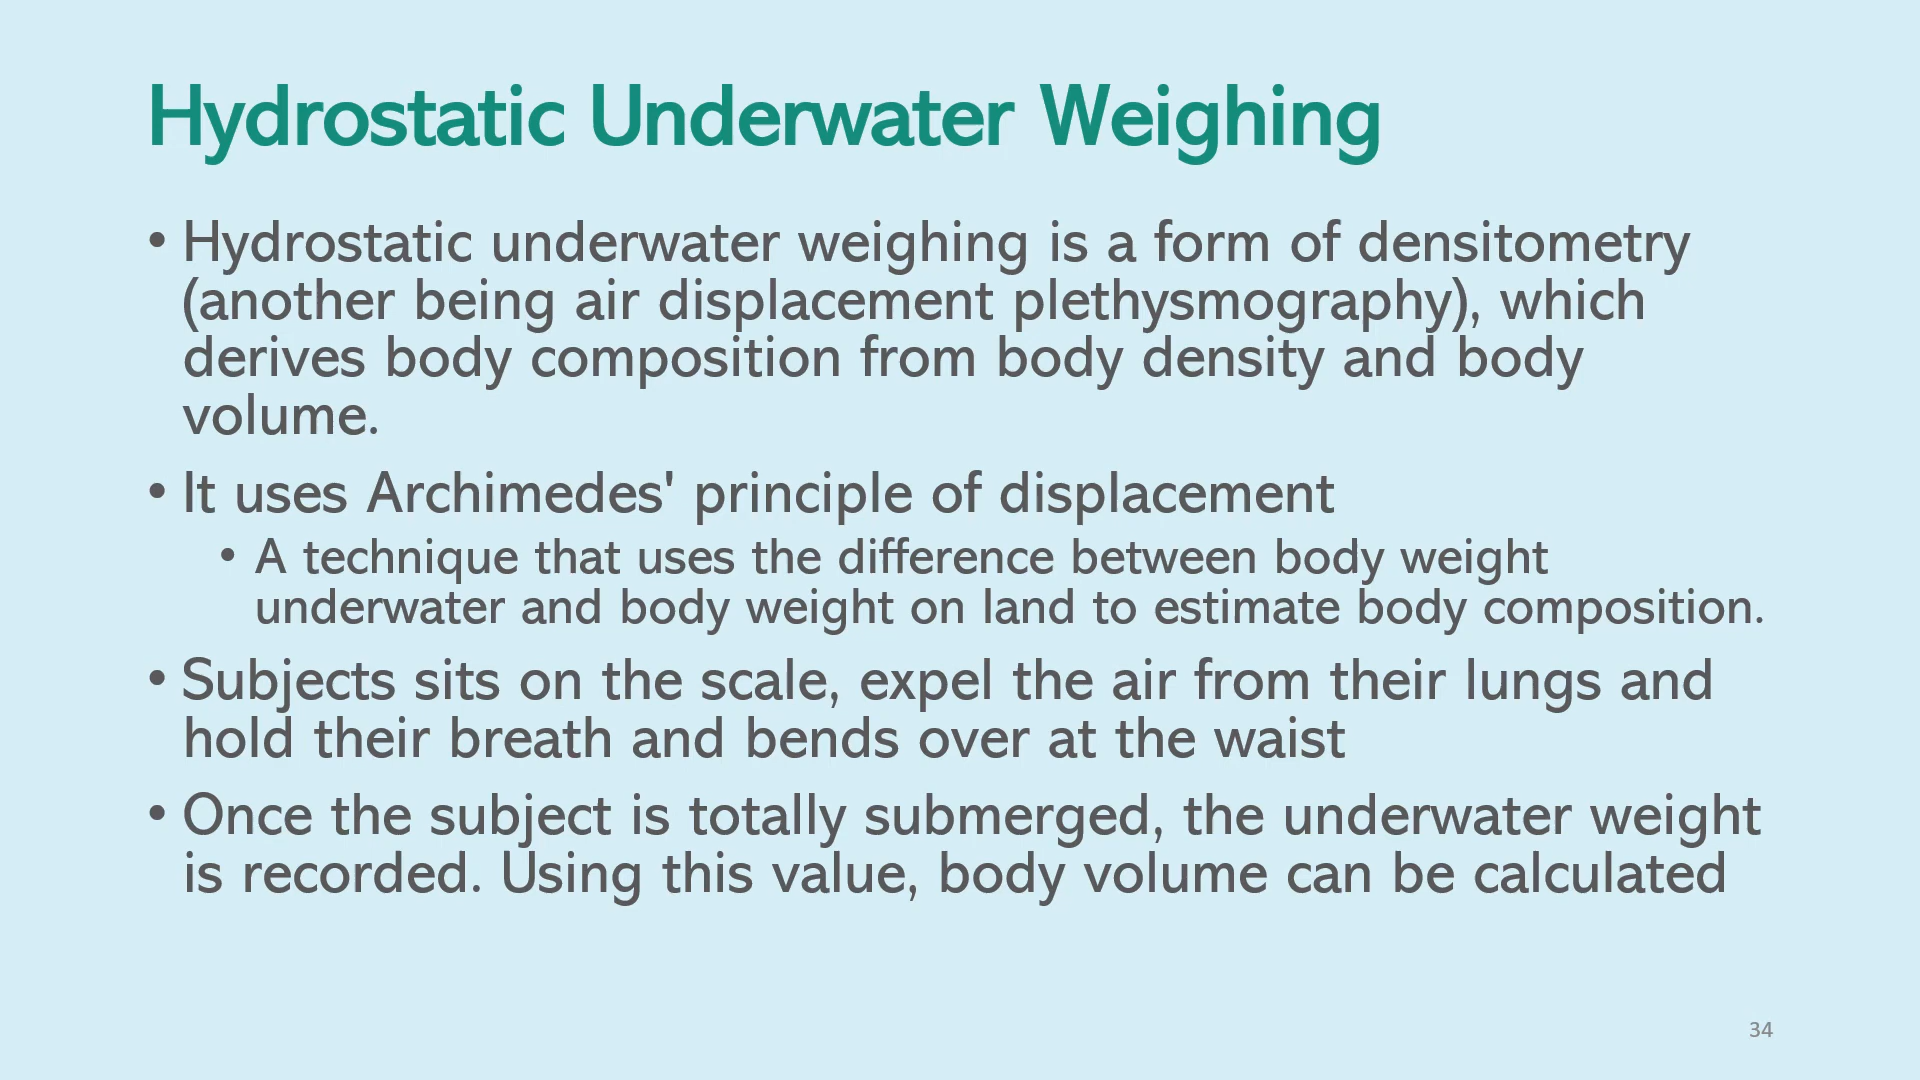 Hydrostatic Underwater Weighing
• Hydrostatic underwater weighing is a form of densitometry
(another being air displacement plethysmography), which
derives body composition from body density and body
volume.
• It uses Archimedes' principle of displacement
• A technique that uses the difference between body weight
underwater and body weight on land to estimate body composition.
• Subjects sits on the scale, expel the air from their lungs and
hold their breath and bends over at the waist
• Once the subject is totally submerged, the underwater weight
is recorded. Using this value, body volume can be calculated
34